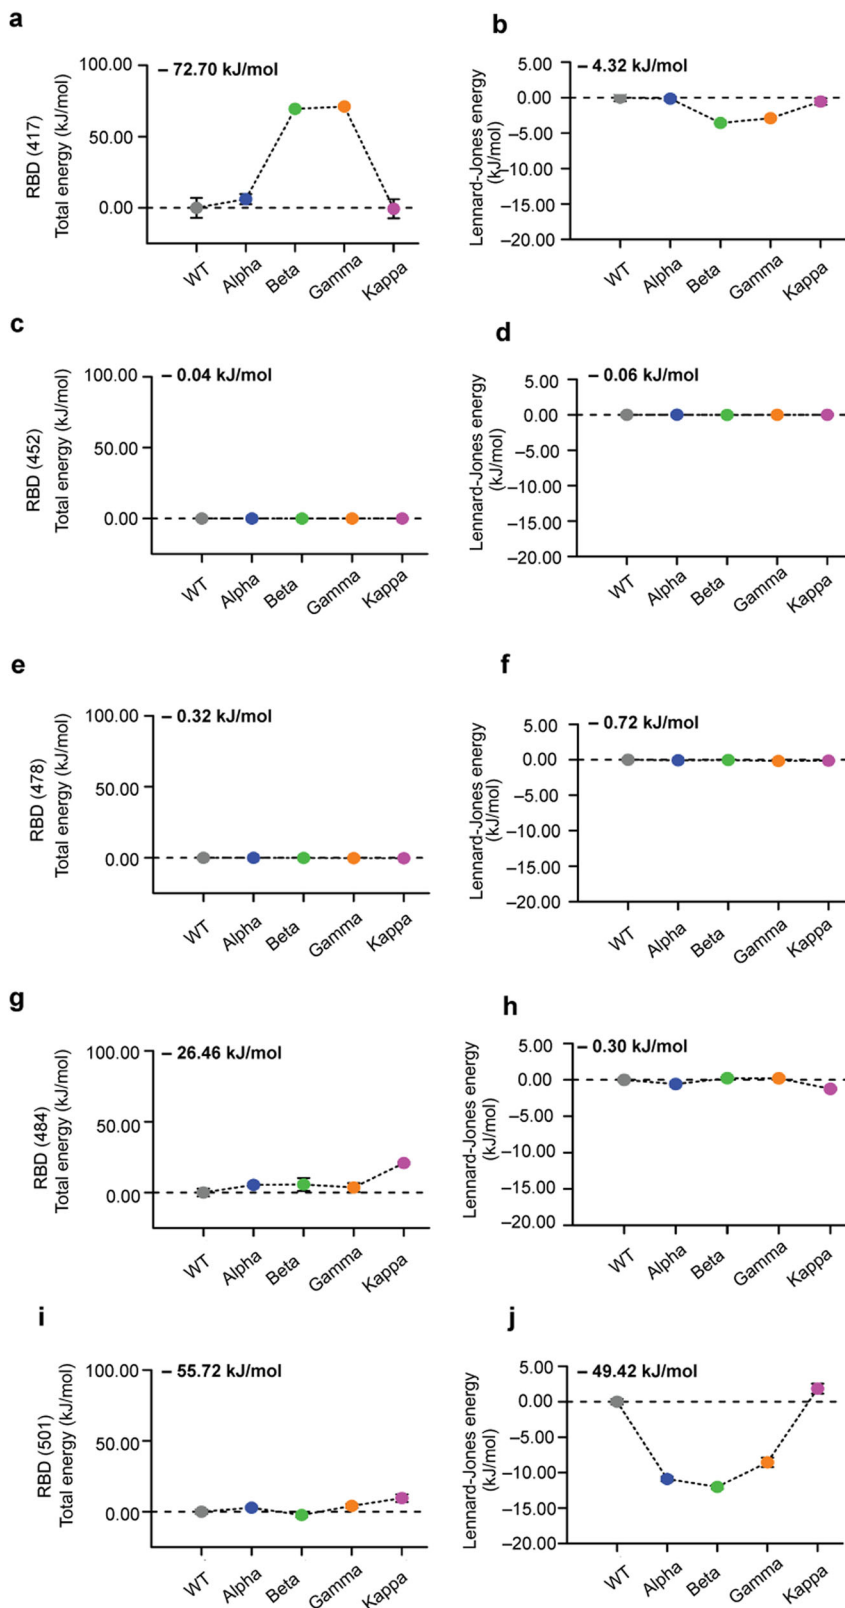 a
RBD (417)
Total energy (kJ/mol)
– 72.70 kJ/mol
100.00
50.00
0.00
WT
Alpha
Beta
Gamma
Kappa
b
Lennard-Jones energy
(kJ/mol)
– 4.32 kJ/mol
5.00
0.00
–5.00
–10.00
–15.00
–20.00
WT
Alpha
Beta
Gamma
Kappa
c
RBD (452)
Total energy (kJ/mol)
– 0.04 kJ/mol
100.00
50.00
0.00
WT
Alpha
Beta
Gamma
Kappa
d
Lennard-Jones energy
(kJ/mol)
– 0.06 kJ/mol
5.00
0.00
–5.00
–10.00
–15.00
–20.00
WT
Alpha
Beta
Gamma
Kappa
e
RBD (478)
Total energy (kJ/mol)
– 0.32 kJ/mol
100.00
50.00
0.00
WT
Alpha
Beta
Gamma
Kappa
f
Lennard-Jones energy
(kJ/mol)
– 0.72 kJ/mol
5.00
0.00
–5.00
–10.00
–15.00
–20.00
WT
Alpha
Beta
Gamma
Kappa
g
RBD (484)
Total energy (kJ/mol)
– 26.46 kJ/mol
100.00
50.00
0.00
WT
Alpha
Beta
Gamma
Kappa
h
Lennard-Jones energy
(kJ/mol)
– 0.30 kJ/mol
5.00
0.00
–5.00
–10.00
–15.00
–20.00
WT
Alpha
Beta
Gamma
Kappa
i
RBD (501)
Total energy (kJ/mol)
– 55.72 kJ/mol
100.00
50.00
0.00
WT
Alpha
Beta
Gamma
Kappa
j
Lennard-Jones energy
(kJ/mol)
– 49.42 kJ/mol
5.00
0.00
–5.00
–10.00
–15.00
–20.00
WT
Alpha
Beta
Gamma
Kappa